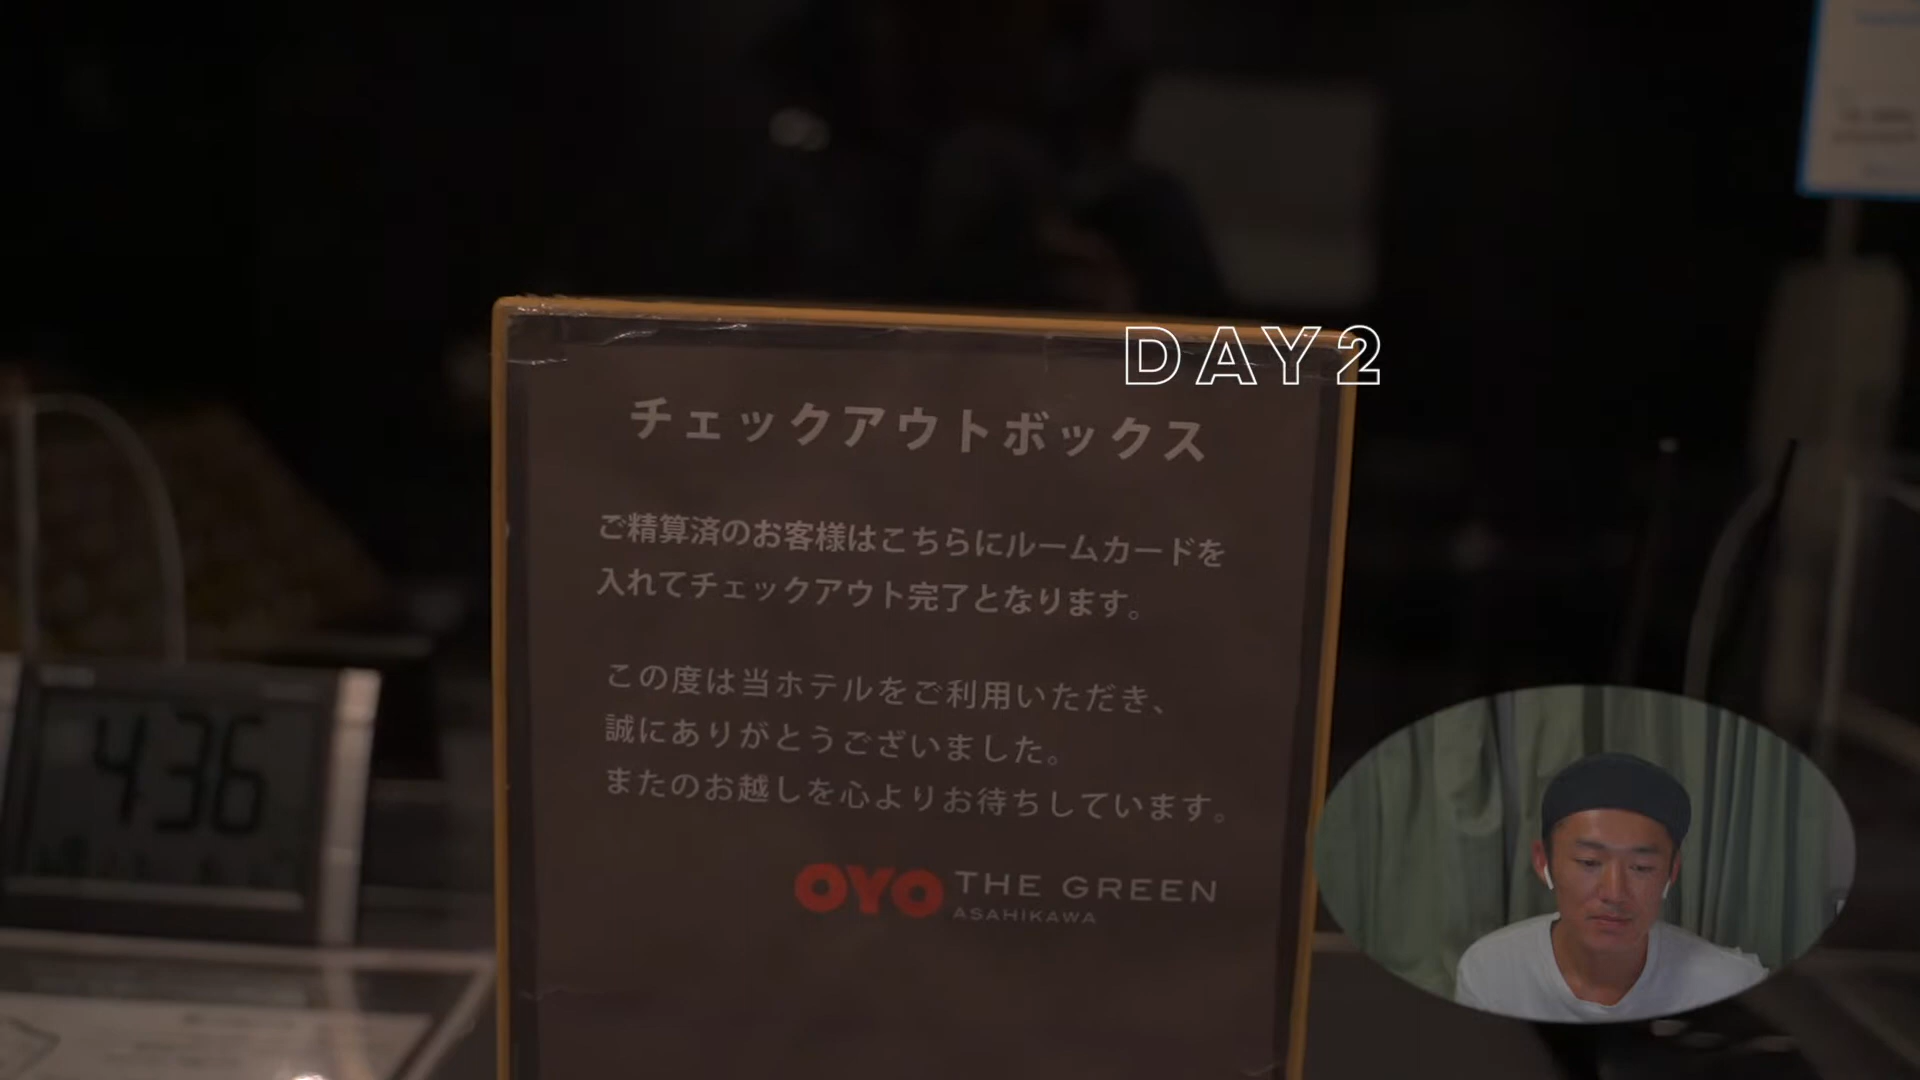 DAY2
チェックアウトボックス
ご精算済のお客様はこちらにルームカードを
入れてチェックアウト完了となります。
この度は当ホテルをご利用いただき、
誠にありがとうございました。
またのお越しを心よりお待ちしています。
OYO THE GREEN
ASAHIKAWA
4:36